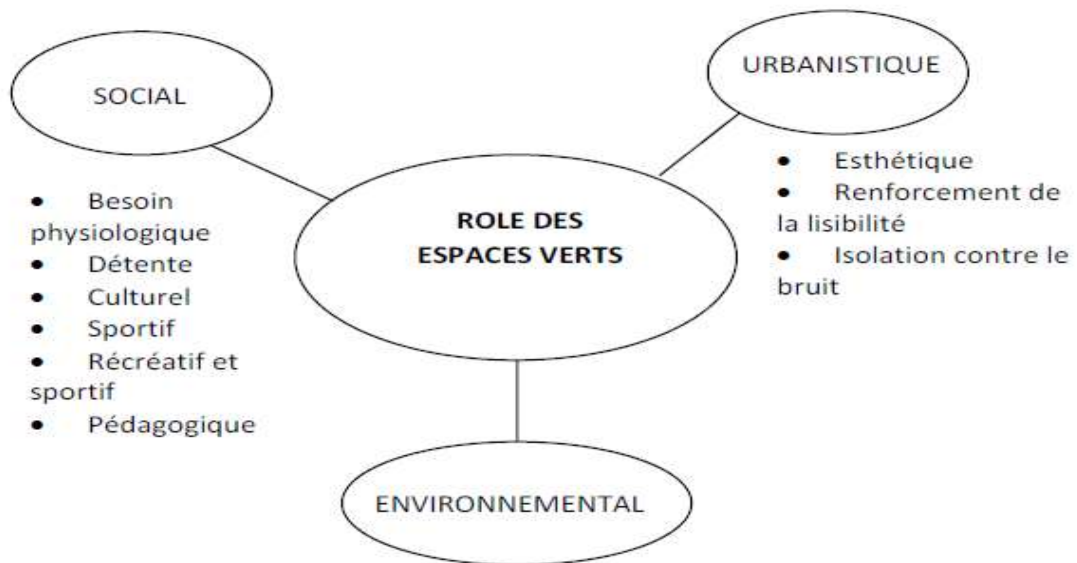 SOCIAL
URBANISTIQUE
ROLE DES
ESPACES VERTS
• Besoin
physiologique
• Détente
• Culturel
• Sportif
• Récréatif et
sportif
• Pédagogique
• Esthétique
• Renforcement de
la lisibilité
• Isolation contre le
bruit
ENVIRONNEMENTAL